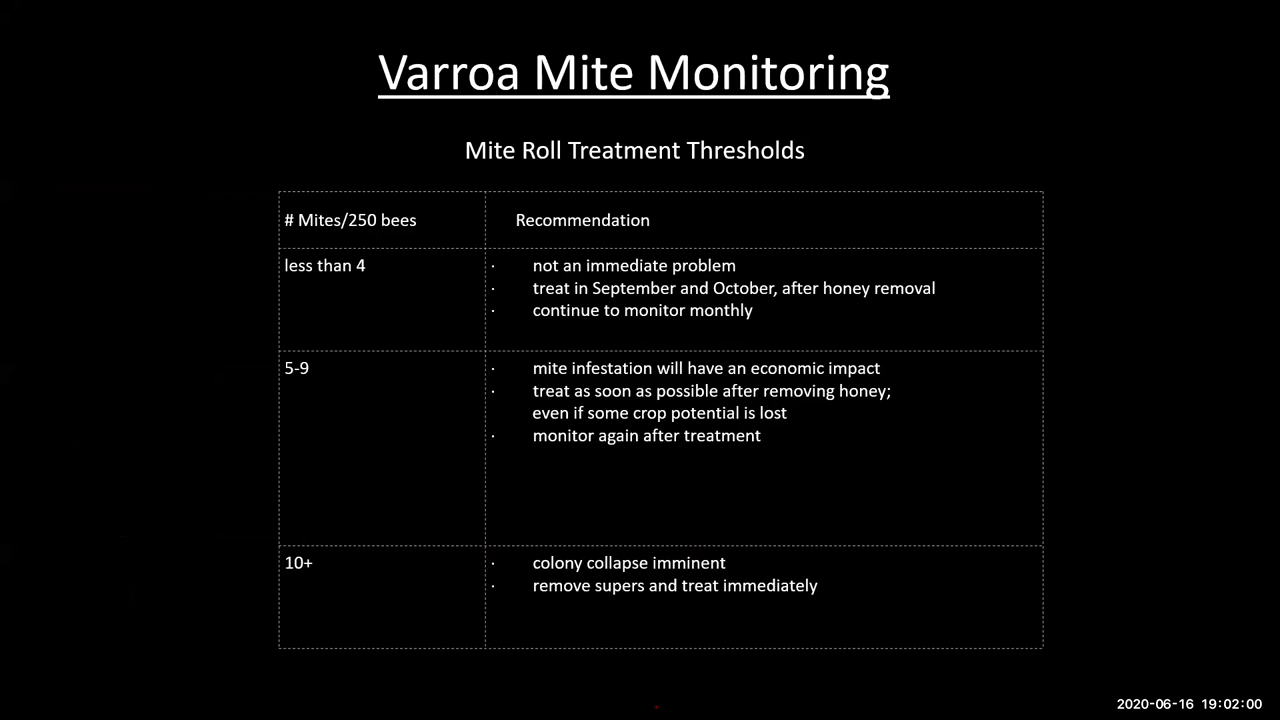 Varroa Mite Monitoring
Mite Roll Treatment Thresholds
# Mites/250 bees
Recommendation
less than 4
· not an immediate problem
· treat in September and October, after honey removal
· continue to monitor monthly
5-9
· mite infestation will have an economic impact
· treat as soon as possible after removing honey;
even if some crop potential is lost
· monitor again after treatment
10+
· colony collapse imminent
· remove supers and treat immediately
2020-06-16 19:02:00